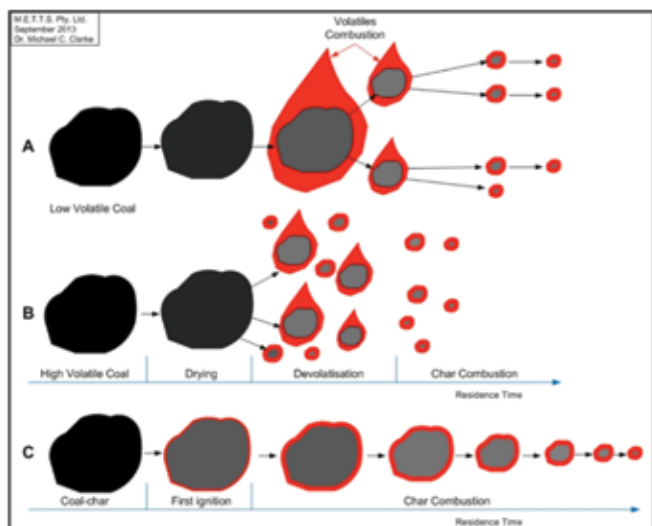 M.E.T.T.S. Pty. Ltd.
September 2013
Dr. Michael C. Clarke
Volatiles
Combustion
A
Low Volatile Coal
B
High Volatile Coal
Drying
Devolatisation
Char Combustion
Residence Time
C
Coal-char
First ignition
Char Combustion
Residence Time